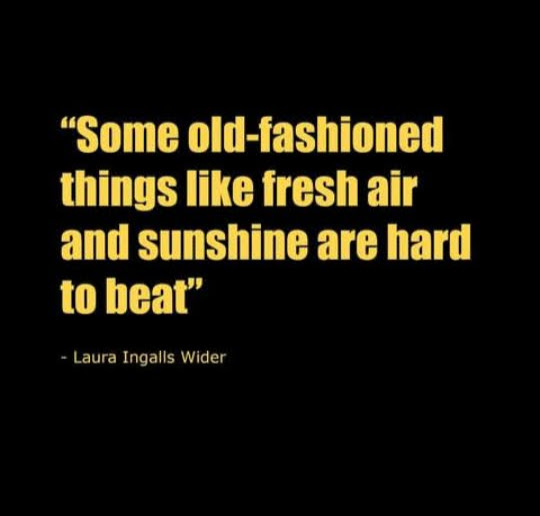 “Some old-fashioned
things like fresh air
and sunshine are hard
to beat”
- Laura Ingalls Wider